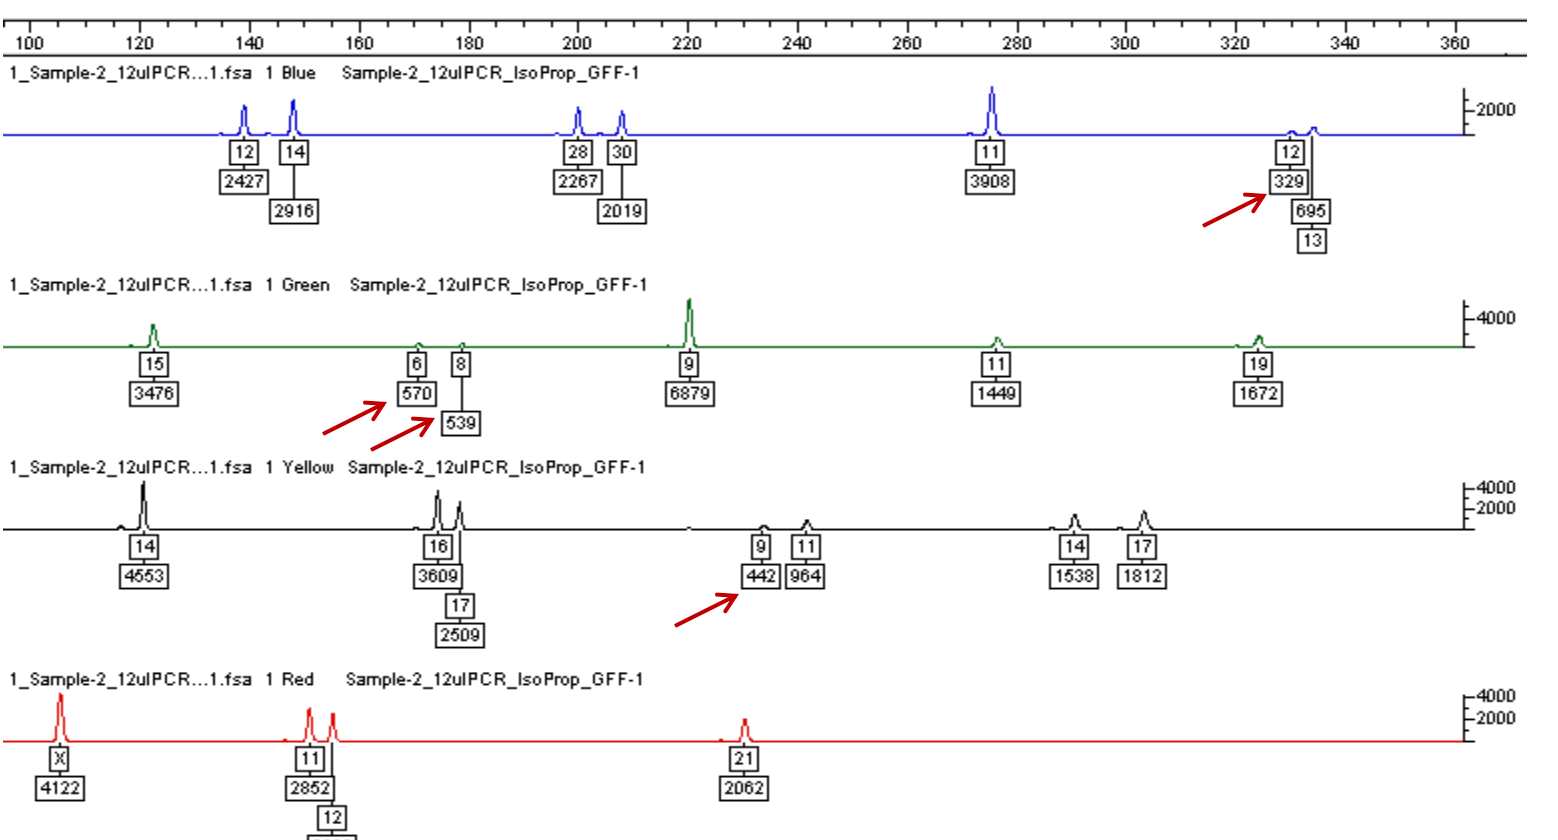 100 120 140 160 180 200 220 240 260 280 300 320 340 360
1_Sample-2_12ulPCR...1.fsa 1 Blue Sample-2_12ulPCR_IsoProp_GFF-1
2000
12 14 28 30 11 12
2427 2267 3908 329
2916 2019 695
13
1_Sample-2_12ulPCR...1.fsa 1 Green Sample-2_12ulPCR_IsoProp_GFF-1
4000
15 6 8 9 11 19
3476 570 6879 1449 1672
539
1_Sample-2_12ulPCR...1.fsa 1 Yellow Sample-2_12ulPCR_IsoProp_GFF-1
4000
2000
14 16 9 11 14 17
4553 3609 442 964 1538 1812
17
2509
1_Sample-2_12ulPCR...1.fsa 1 Red Sample-2_12ulPCR_IsoProp_GFF-1
4000
2000
X 11 21
4122 2852 2062
12